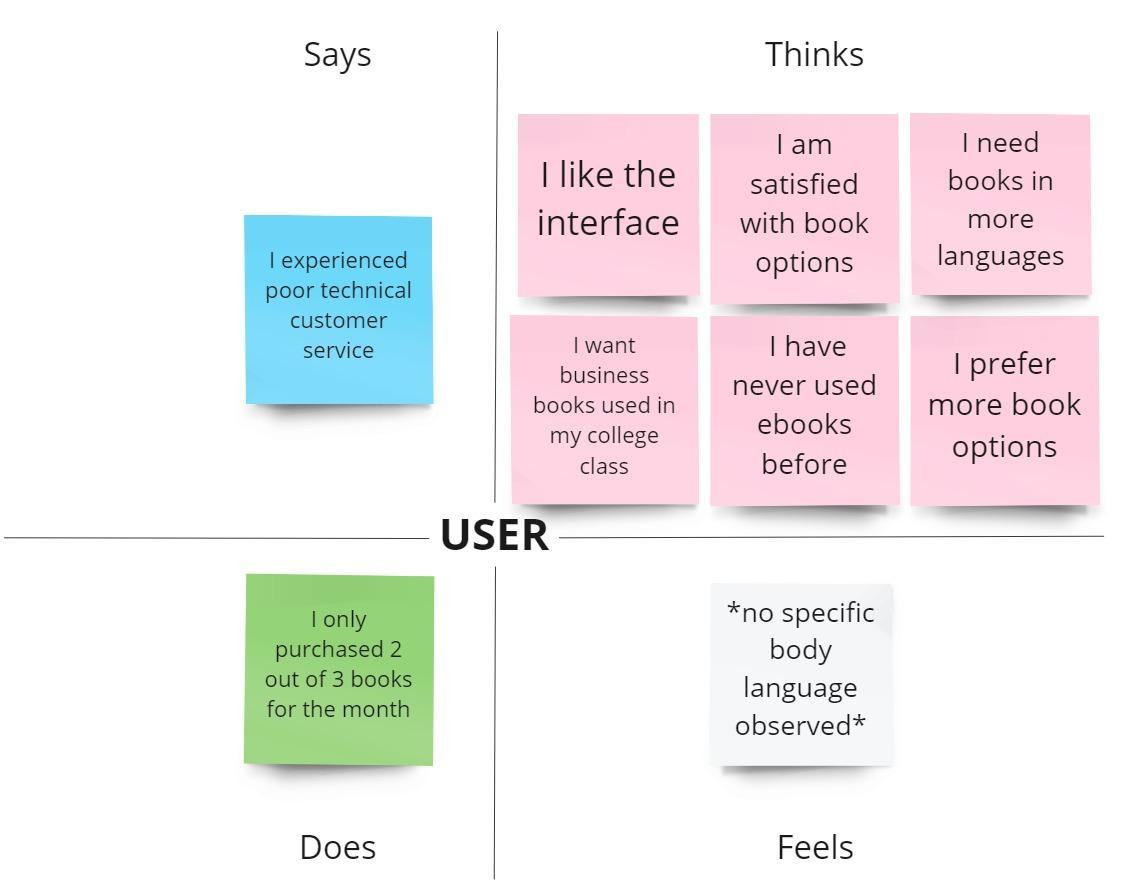 Says
Thinks
I experienced
poor technical
customer
service
I like the
interface
I am
satisfied
with book
options
I need
books in
more
languages
I want
business
books used in
my college
class
I have
never used
ebooks
before
I prefer
more book
options
USER
I only
purchased 2
out of 3 books
for the month
*no specific
body
language
observed*
Does
Feels